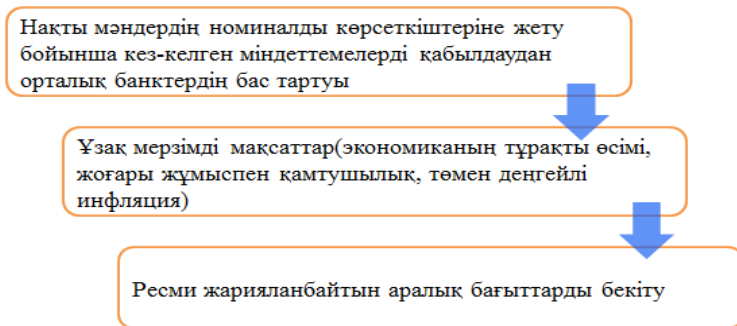 Нақты мәндердің номиналды көрсеткіштеріне жету
бойынша кез-келген міндеттемелерді қабылдаудан
орталық банктердің бас тартуы
Ұзақ мерзімді мақсаттар(экономиканың тұрақты өсімі,
жоғары жұмыспен қамтушылық, төмен деңгейлі
инфляция)
Ресми жарияланбайтын аралық бағыттарды бекіту